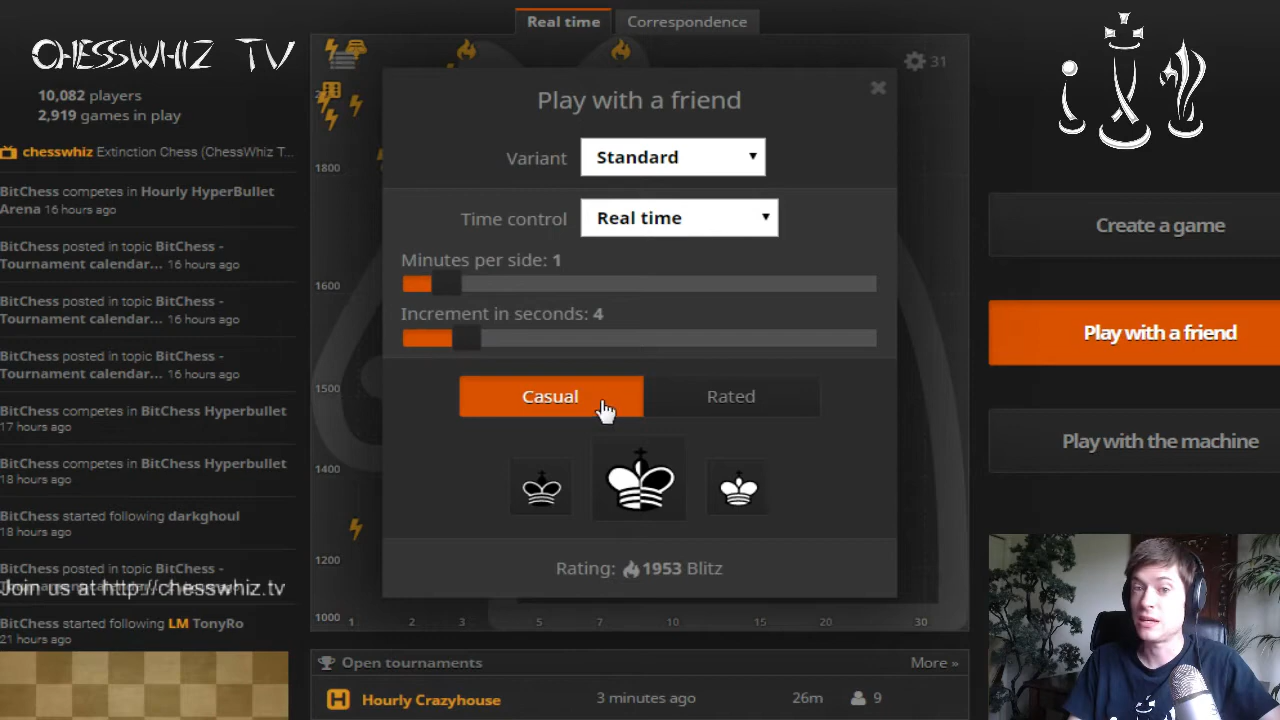 Real time
Correspondence
CHESSWHIZ TV
10,082 players
2,919 games in play
chesswhiz Extinction Chess (ChessWhiz T...
BitChess competes in Hourly HyperBullet
Arena 16 hours ago
BitChess posted in topic BitChess -
Tournament calendar... 16 hours ago
BitChess posted in topic BitChess -
Tournament calendar... 16 hours ago
BitChess posted in topic BitChess -
Tournament calendar... 16 hours ago
BitChess competes in BitChess Hyperbullet
17 hours ago
BitChess competes in BitChess Hyperbullet
18 hours ago
BitChess started following darkghoul
18 hours ago
BitChess posted in topic BitChess -
Join us at http://chesswhiz.tv
BitChess started following LM TonyRo
21 hours ago
31
1800
1600
1500
1400
1200
1000
1
2
3
5
7
10
15
20
30
Play with a friend
Variant
Standard
Time control
Real time
Minutes per side: 1
Increment in seconds: 4
Casual
Rated
Rating: 1953 Blitz
Open tournaments
More »
H Hourly Crazyhouse
3 minutes ago
26m
9
Create a game
Play with a friend
Play with the machine